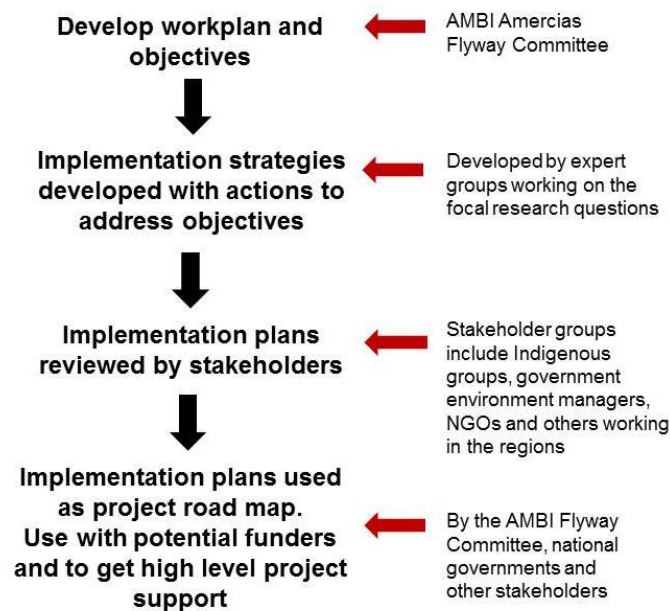 Develop workplan and
objectives
AMBI Amercias
Flyway Committee
Implementation strategies
developed with actions to
address objectives
Developed by expert
groups working on the
focal research questions
Implementation plans
reviewed by stakeholders
Stakeholder groups
include Indigenous
groups, government
environment managers,
NGOs and others working
in the regions
Implementation plans used
as project road map.
Use with potential funders
and to get high level project
support
By the AMBI Flyway
Committee, national
governments and
other stakeholders